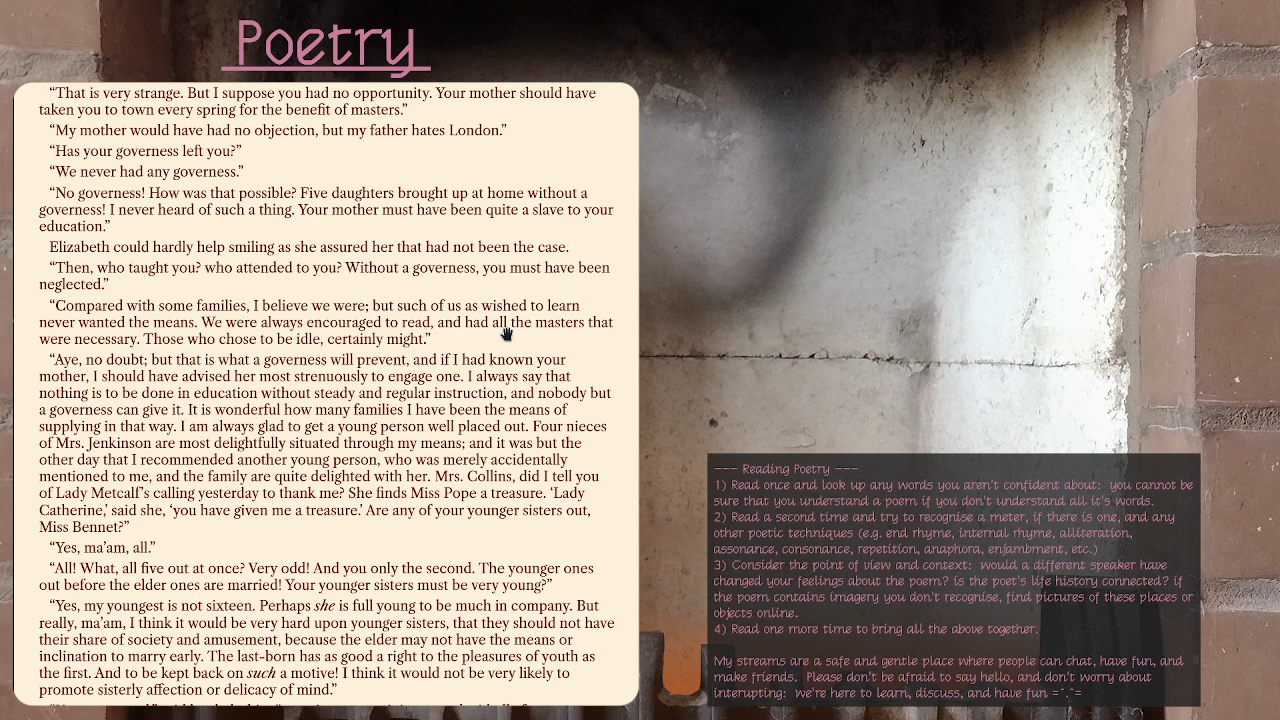 Poetry
“That is very strange. But I suppose you had no opportunity. Your mother should have
taken you to town every spring for the benefit of masters.”
“My mother would have had no objection, but my father hates London.”
“Has your governess left you?”
“We never had any governess.”
“No governess! How was that possible? Five daughters brought up at home without a
governess! I never heard of such a thing. Your mother must have been quite a slave to your
education.”
Elizabeth could hardly help smiling as she assured her that had not been the case.
“Then, who taught you? who attended to you? Without a governess, you must have been
neglected.”
“Compared with some families, I believe we were; but such of us as wished to learn
never wanted the means. We were always encouraged to read, and had all the masters that
were necessary. Those who chose to be idle, certainly might.”
“Aye, no doubt; but that is what a governess will prevent, and if I had known your
mother, I should have advised her most strenuously to engage one. I always say that
nothing is to be done in education without steady and regular instruction, and nobody but
a governess can give it. It is wonderful how many families I have been the means of
supplying in that way. I am always glad to get a young person well placed out. Four nieces
of Mrs. Jenkinson are most delightfully situated through my means; and it was but the
other day that I recommended another young person, who was merely accidentally
mentioned to me, and the family are quite delighted with her. Mrs. Collins, did I tell you
of Lady Metcalf’s calling yesterday to thank me? She finds Miss Pope a treasure. ‘Lady
Catherine,’ said she, ‘you have given me a treasure.’ Are any of your younger sisters out,
Miss Bennet?”
“Yes, ma’am, all.”
“All! What, all five out at once? Very odd! And you only the second. The younger ones
out before the elder ones are married! Your younger sisters must be very young?”
“Yes, my youngest is not sixteen. Perhaps she is full young to be much in company. But
really, ma’am, I think it would be very hard upon younger sisters, that they should not have
their share of society and amusement, because the elder may not have the means or
inclination to marry early. The last-born has as good a right to the pleasures of youth as
the first. And to be kept back on such a motive! I think it would not be very likely to
promote sisterly affection or delicacy of mind.”
--- Reading Poetry ---
1) Read once and look up any words you aren't confident about: you cannot be
sure that you understand a poem if you don't understand all it's words.
2) Read a second time and try to recognise a meter, if there is one, and any
other poetic techniques (e.g. end rhyme, internal rhyme, alliteration,
assonance, consonance, repetition, anaphora, enjambment, etc.)
3) Consider the point of view and context: would a different speaker have
changed your feelings about the poem? is the poet's life history connected? if
the poem contains imagery you don't recognise, find pictures of these places or
objects online.
4) Read one more time to bring all the above together.
My streams are a safe and gentle place where people can chat, have fun, and
make friends. Please don't be afraid to say hello, and don't worry about
interupting: we're here to learn, discuss, and have fun =^.^=